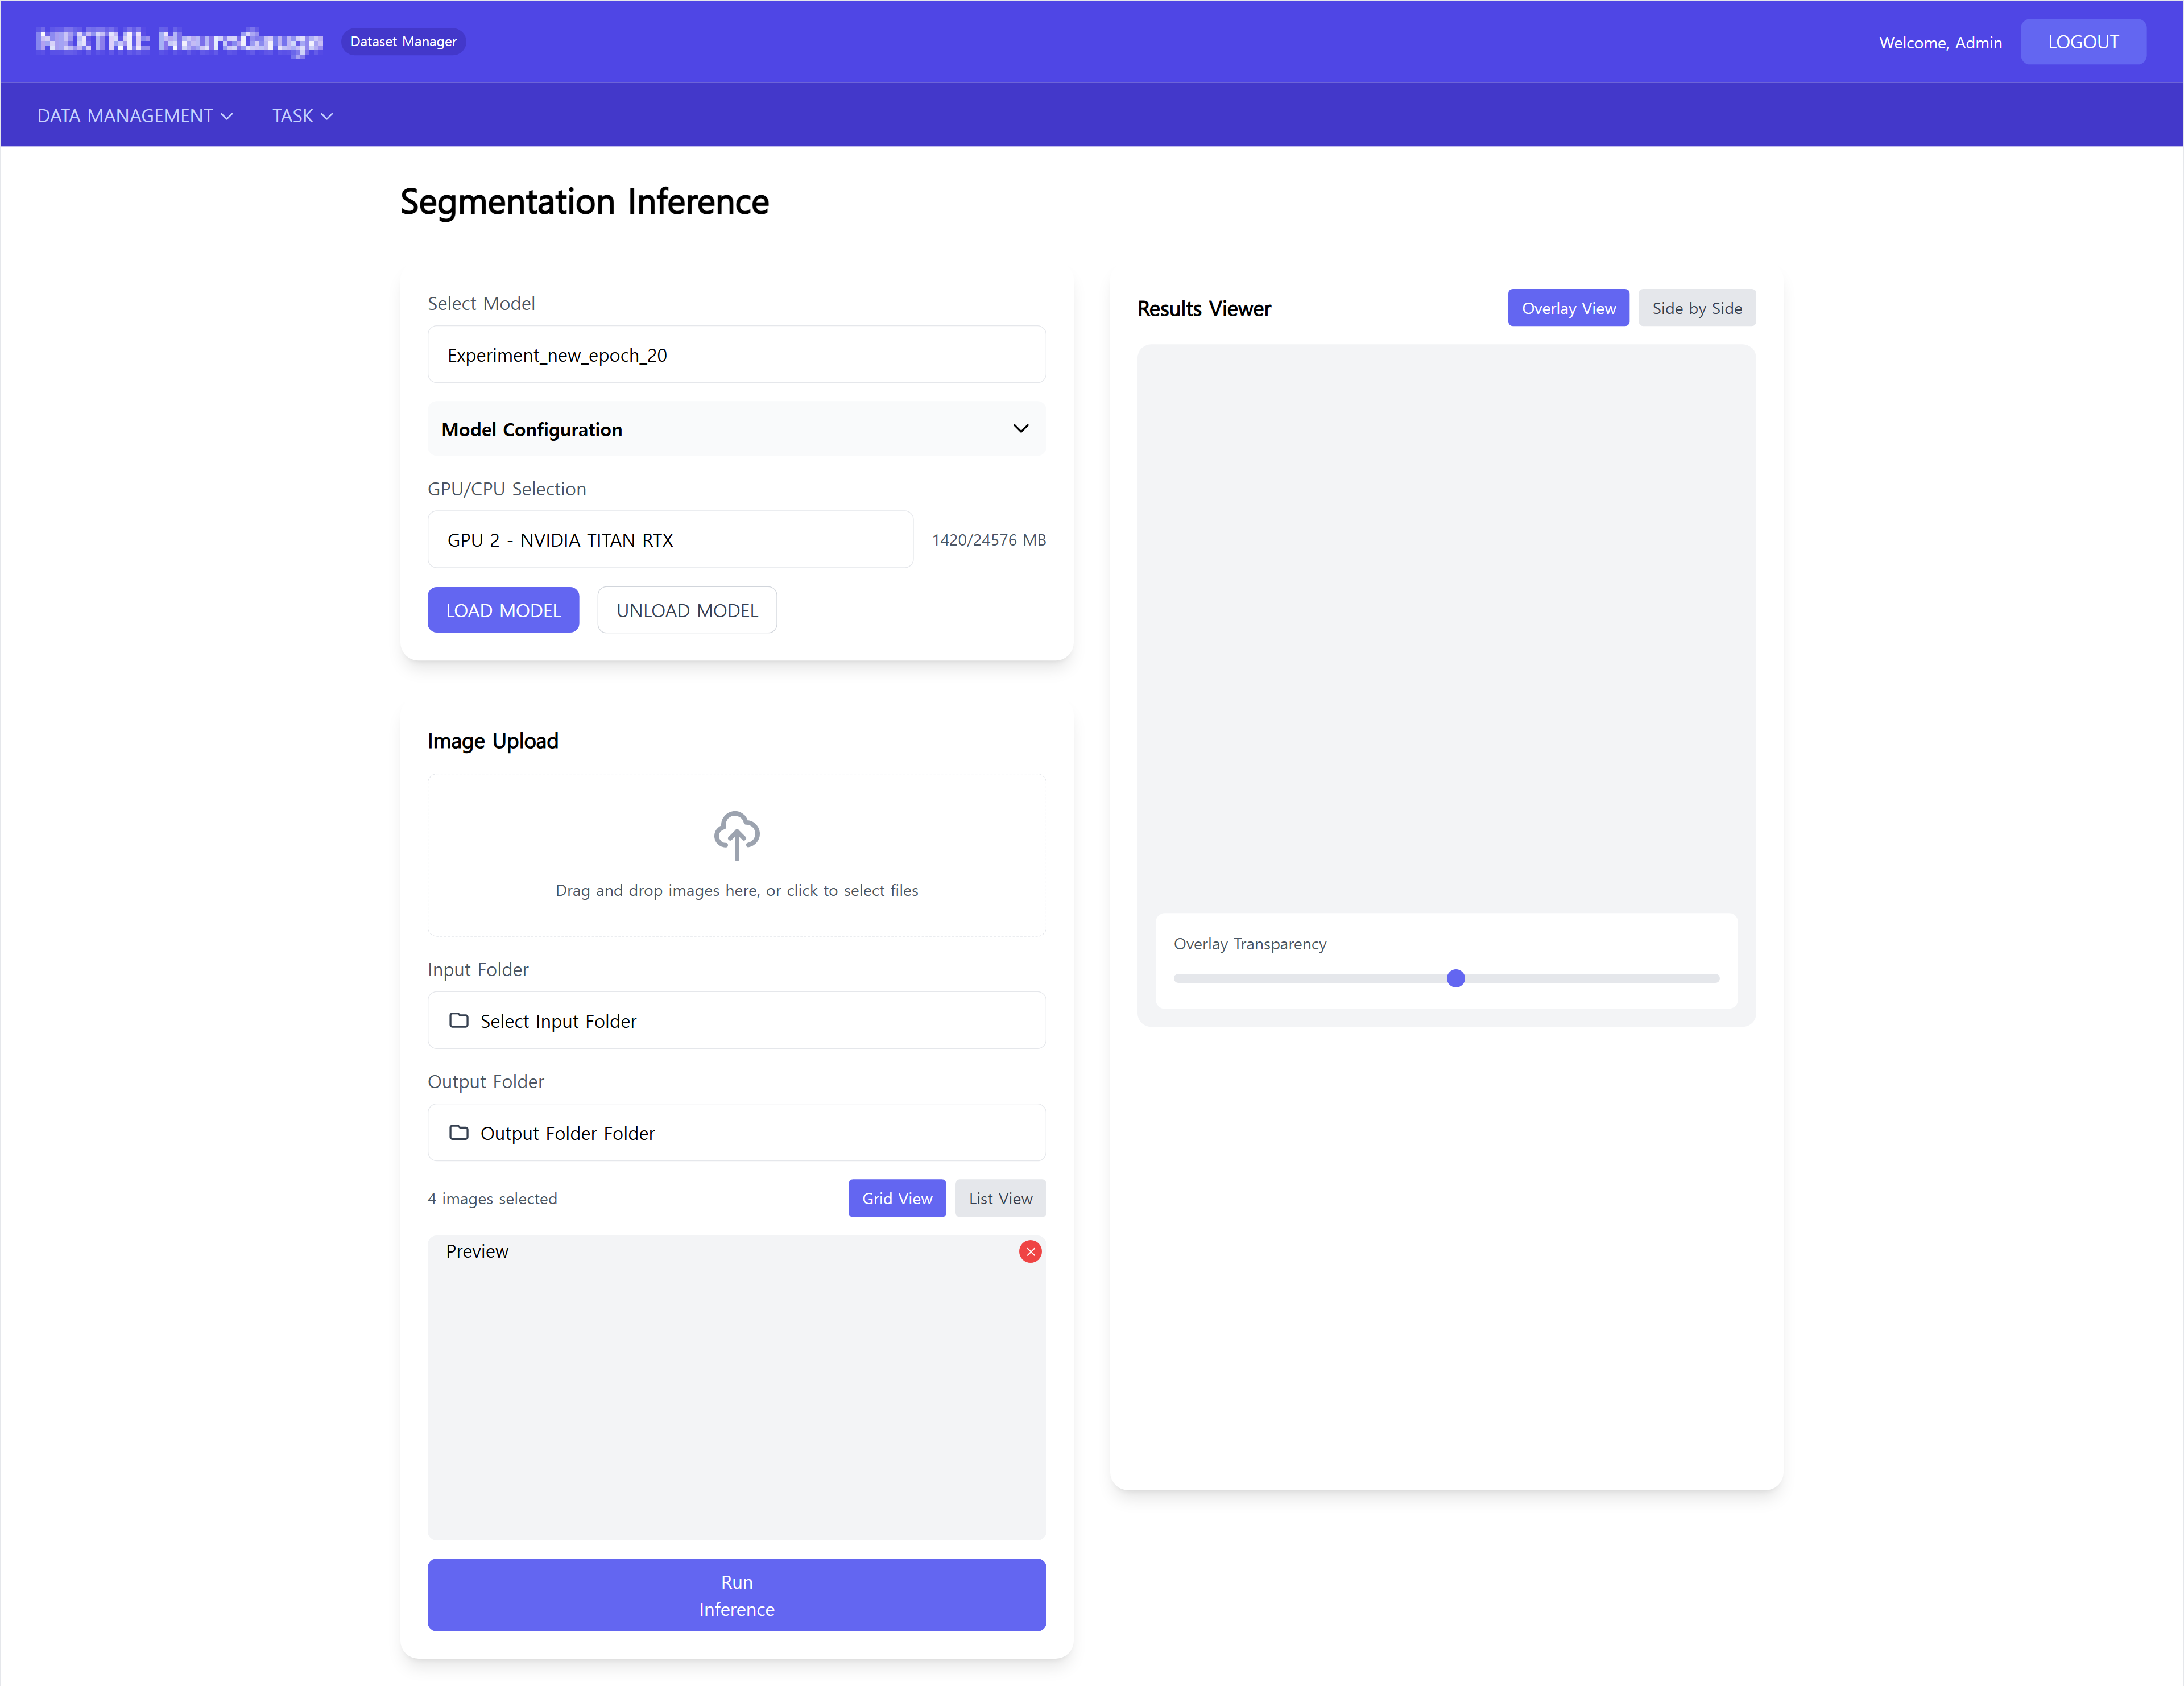 Dataset Manager
Welcome, Admin
LOGOUT
DATA MANAGEMENT
TASK
Segmentation Inference
Select Model
Experiment_new_epoch_20
Model Configuration
GPU/CPU Selection
GPU 2 - NVIDIA TITAN RTX
1420/24576 MB
LOAD MODEL
UNLOAD MODEL
Image Upload
Drag and drop images here, or click to select files
Input Folder
Select Input Folder
Output Folder
Output Folder Folder
4 images selected
Grid View
List View
Preview
Run
Inference
Results Viewer
Overlay View
Side by Side
Overlay Transparency